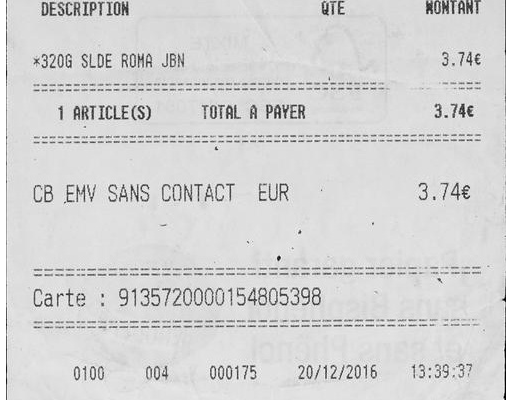 DESCRIPTION QTE MONTANT
*320G SLDE ROMA JBN 3.74€
1 ARTICLE(S) TOTAL A PAYER 3.74€
CB EMV SANS CONTACT EUR 3.74€
Carte : 9135720000154805398
0100 004 000175 20/12/2016 13:39:37